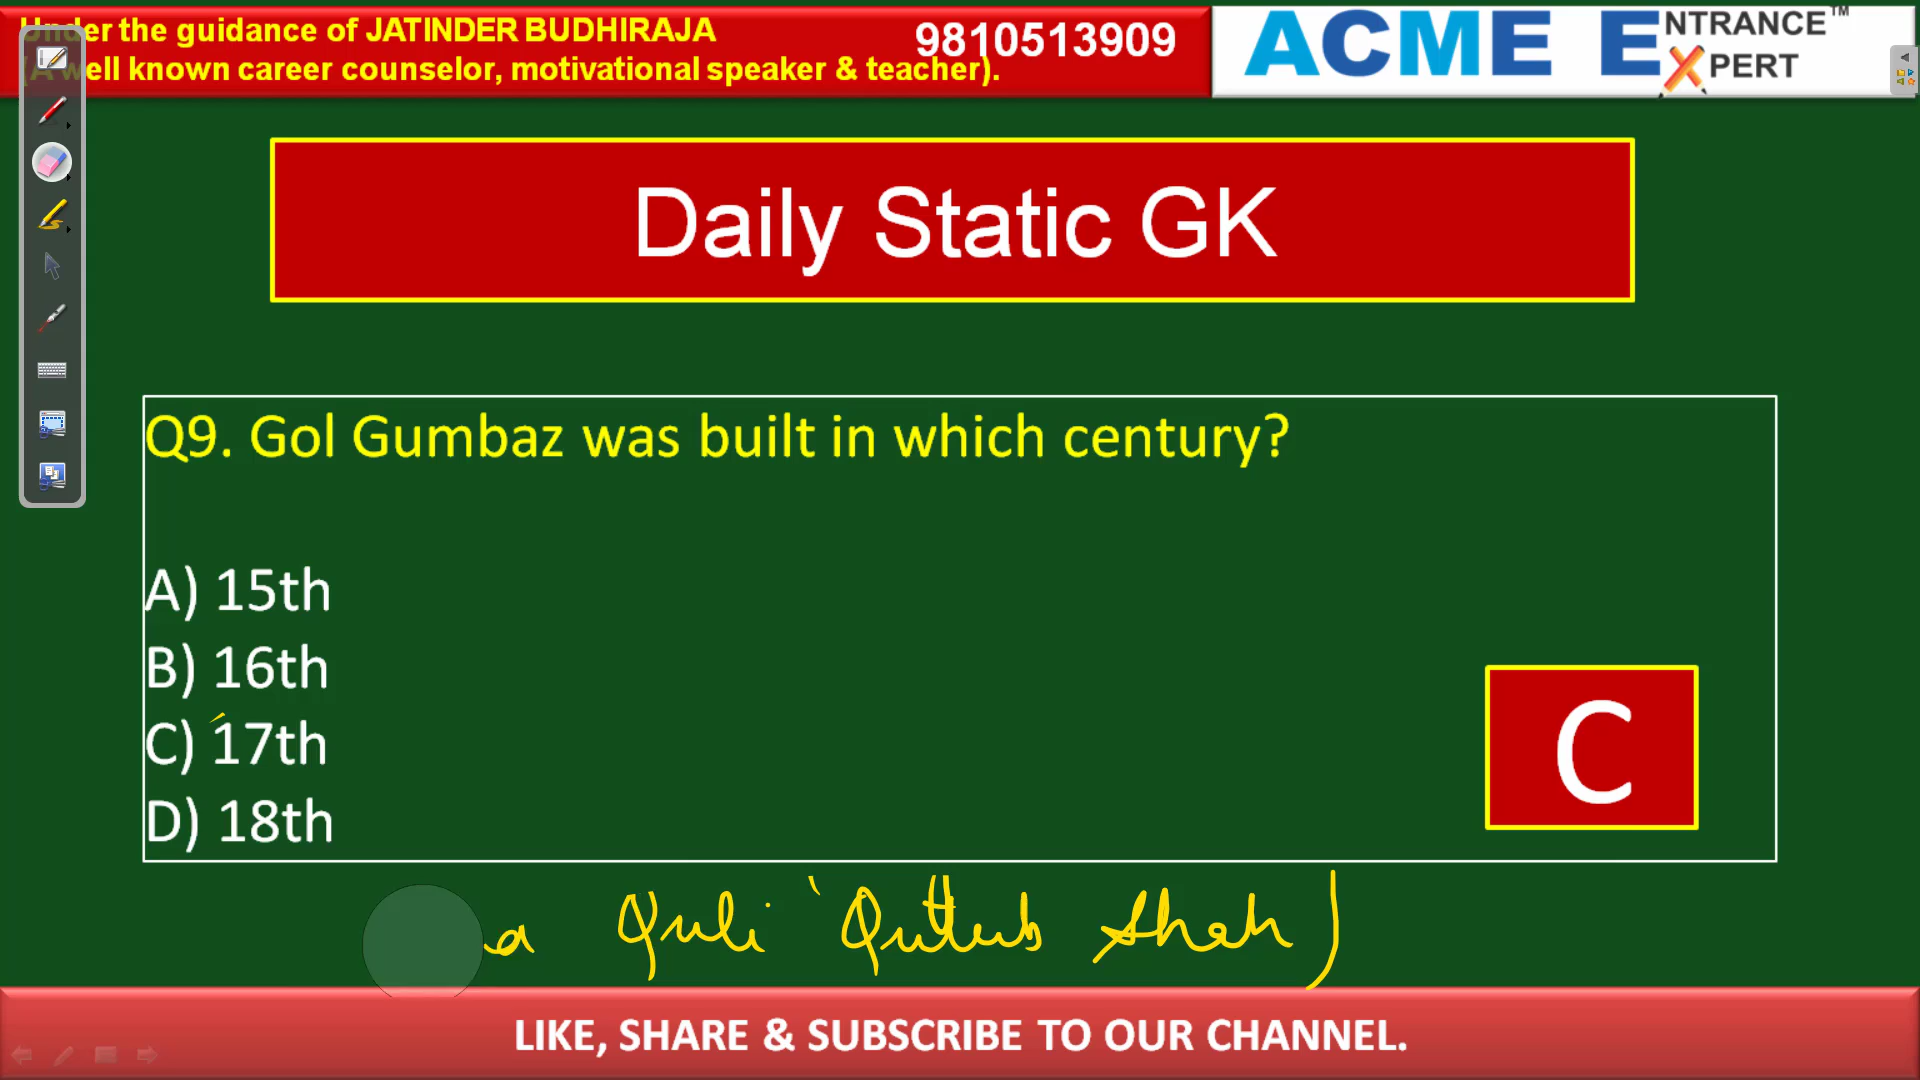 Under the guidance of JATINDER BUDHIRAJA
(A well known career counselor, motivational speaker & teacher).
9810513909
ACME ENTRANCE EXPERT™
Daily Static GK
Q9. Gol Gumbaz was built in which century?
A) 15th
B) 16th
C) 17th
D) 18th
C
a Quli Quttub Shah)
LIKE, SHARE & SUBSCRIBE TO OUR CHANNEL.